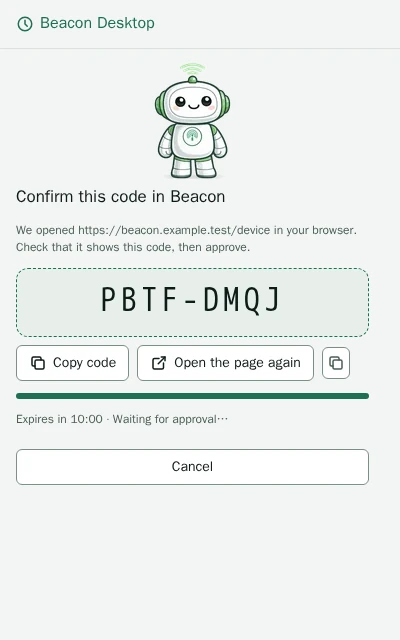 Beacon Desktop
Confirm this code in Beacon
We opened https://beacon.example.test/device in your browser.
Check that it shows this code, then approve.
PBTF-DMQJ
Copy code
Open the page again
Expires in 10:00 · Waiting for approval···
Cancel